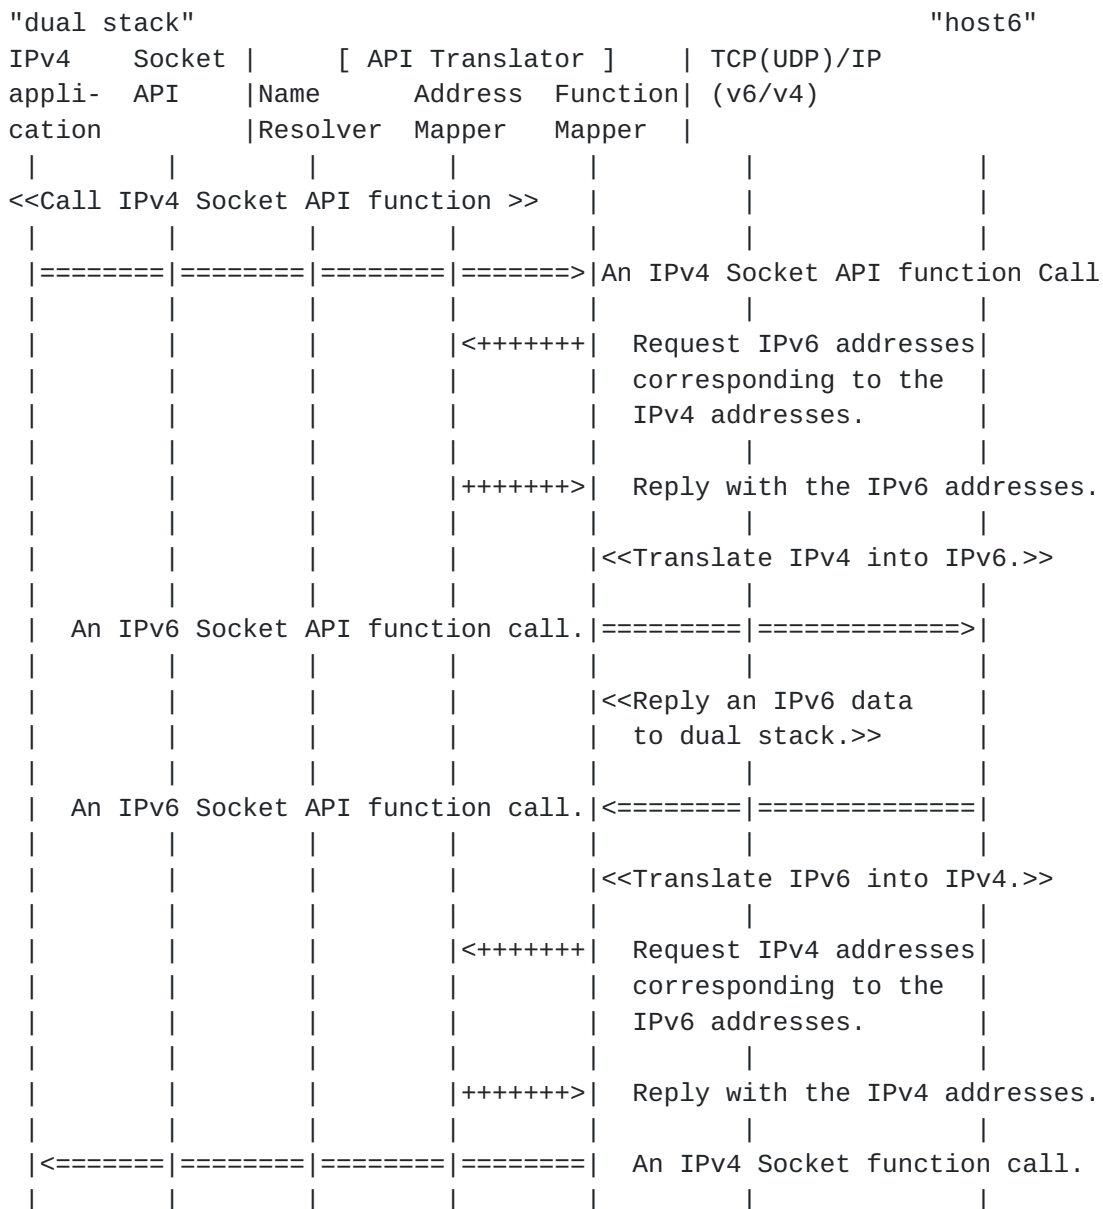 "dual stack"                                               "host6"
IPv4    Socket |     [ API Translator ]    | TCP(UDP)/IP
appli-  API    |Name      Address  Function| (v6/v4)
cation         |Resolver  Mapper   Mapper  |
 |        |        |        |        |         |              |
<<Call IPv4 Socket API function >>   |         |              |
 |        |        |        |        |         |              |
 |========|========|========|=======>|An IPv4 Socket API function Call
 |        |        |        |        |         |              |
 |        |        |        |<+++++++|  Request IPv6 addresses|
 |        |        |        |        |  corresponding to the  |
 |        |        |        |        |  IPv4 addresses.       |
 |        |        |        |        |         |              |
 |        |        |        |+++++++>|  Reply with the IPv6 addresses.
 |        |        |        |        |         |              |
 |        |        |        |        |<<Translate IPv4 into IPv6.>>
 |        |        |        |        |         |              |
 |  An IPv6 Socket API function call.|=========|=============>|
 |        |        |        |        |         |              |
 |        |        |        |        |<<Reply an IPv6 data    |
 |        |        |        |        |  to dual stack.>>      |
 |        |        |        |        |         |              |
 |  An IPv6 Socket API function call.|<========|==============|
 |        |        |        |        |         |              |
 |        |        |        |        |<<Translate IPv6 into IPv4.>>
 |        |        |        |        |         |              |
 |        |        |        |<+++++++|  Request IPv4 addresses|
 |        |        |        |        |  corresponding to the  |
 |        |        |        |        |  IPv6 addresses.       |
 |        |        |        |        |         |              |
 |        |        |        |+++++++>|  Reply with the IPv4 addresses.
 |        |        |        |        |         |              |
 |<=======|========|========|========|  An IPv4 Socket function call.
 |        |        |        |        |         |              |